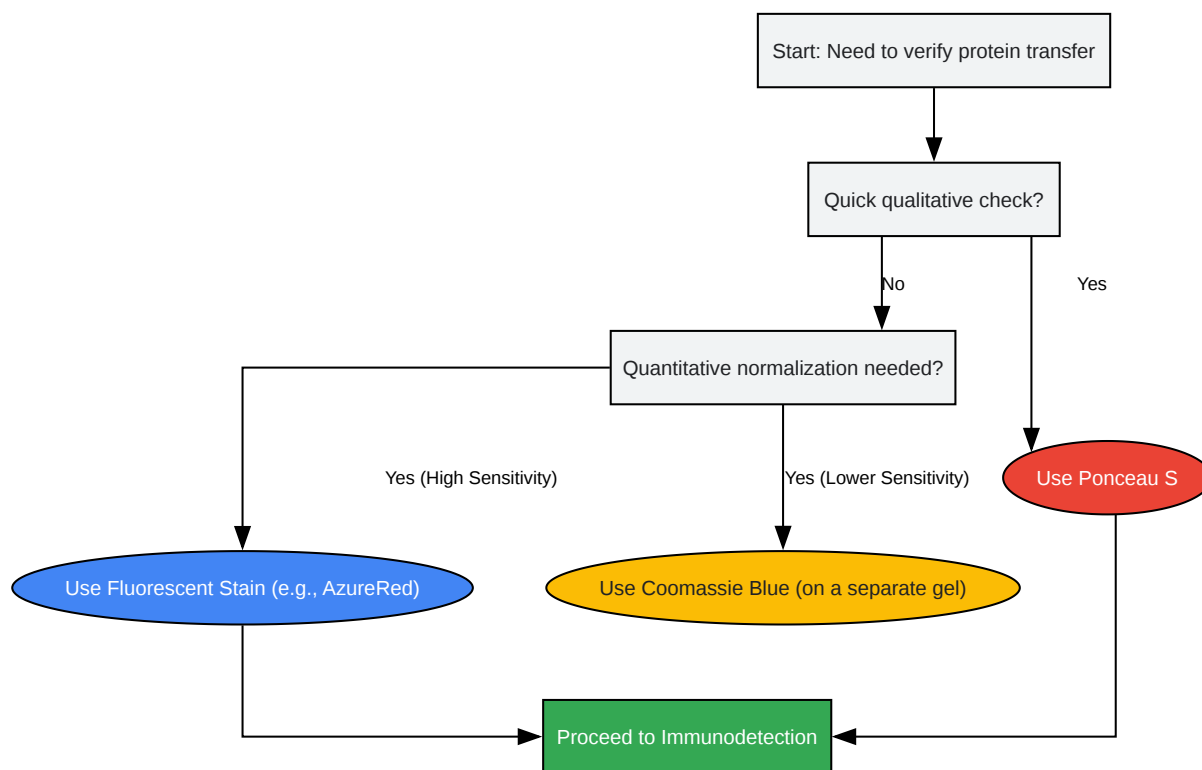 Start: Need to verify protein transfer
Quick qualitative check?
No
Yes
Quantitative normalization needed?
Yes (High Sensitivity)
Yes (Lower Sensitivity)
Use Ponceau S
Use Fluorescent Stain (e.g., AzureRed)
Use Coomassie Blue (on a separate gel)
Proceed to Immunodetection